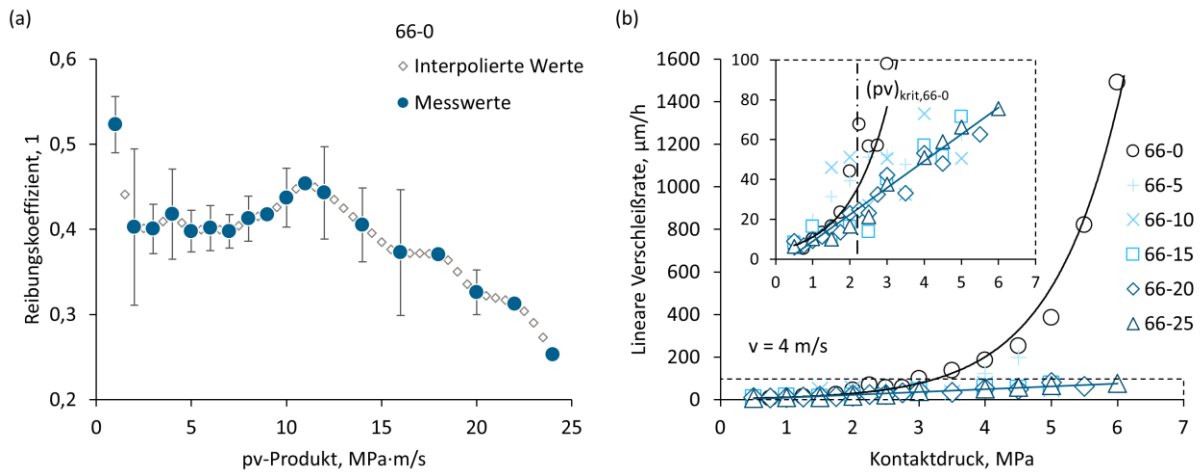 (a)
66-0
Interpolierte Werte
Messwerte
Reibungskoeffizient, 1
0,6
0,5
0,4
0,3
0,2
0 5 10 15 20 25
pv-Produkt, MPa·m/s
(b)
Lineare Verschleißrate, µm/h
1600
1400
1200
1000
800
600
400
200
0
0 1 2 3 4 5 6 7
Kontaktdruck, MPa
100
80
60
40
20
0
0 1 2 3 4 5 6 7
(pv)krit,66-0
v = 4 m/s
66-0
66-5
66-10
66-15
66-20
66-25